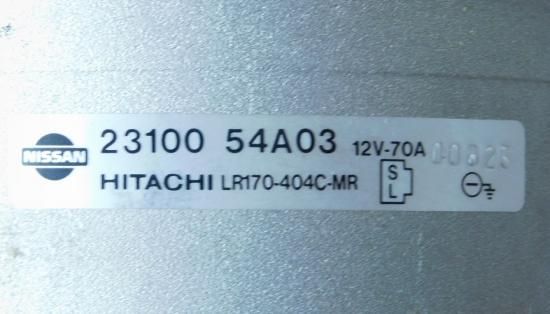 NISSAN
23100 54A03 12V-70A
HITACHI LR170-404C-MR
S
L